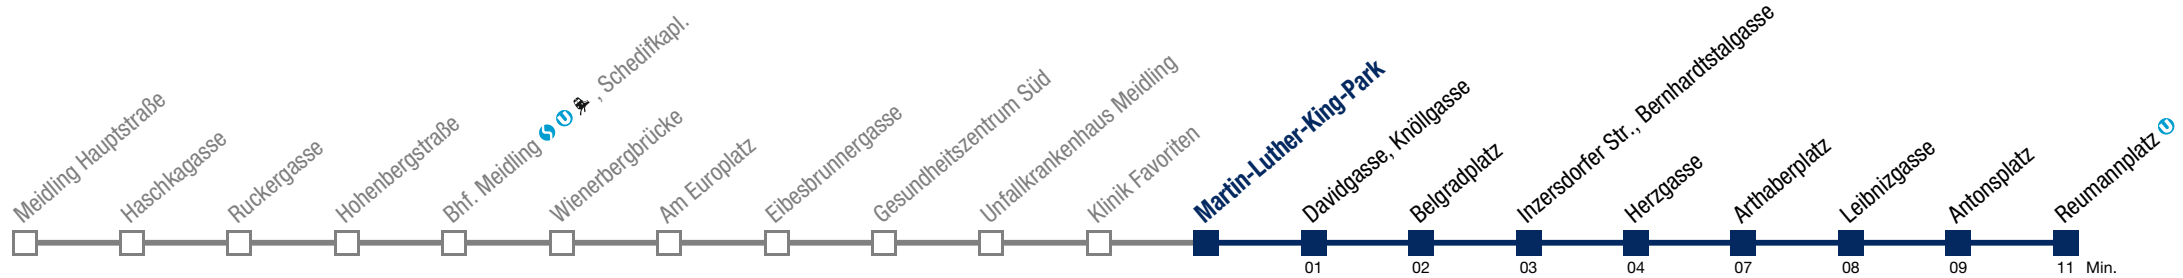 Meidling Hauptstraße
Haschkagasse
Ruckergasse
Hohenbergstraße
Bhf. Meidling S U , Schedifkapl.
Wienerbergbrücke
Am Europlatz
Eibesbrunnergasse
Gesundheitszentrum Süd
Unfallkrankenhaus Meidling
Klinik Favoriten
Martin-Luther-King-Park
Davidgasse, Knöllgasse
Belgradplatz
Inzersdorfer Str., Bernhardtstalgasse
Herzgasse
Arthaberplatz
Leibnizgasse
Antonsplatz
Reumannplatz U
01 02 03 04 07 08 09 11 Min.